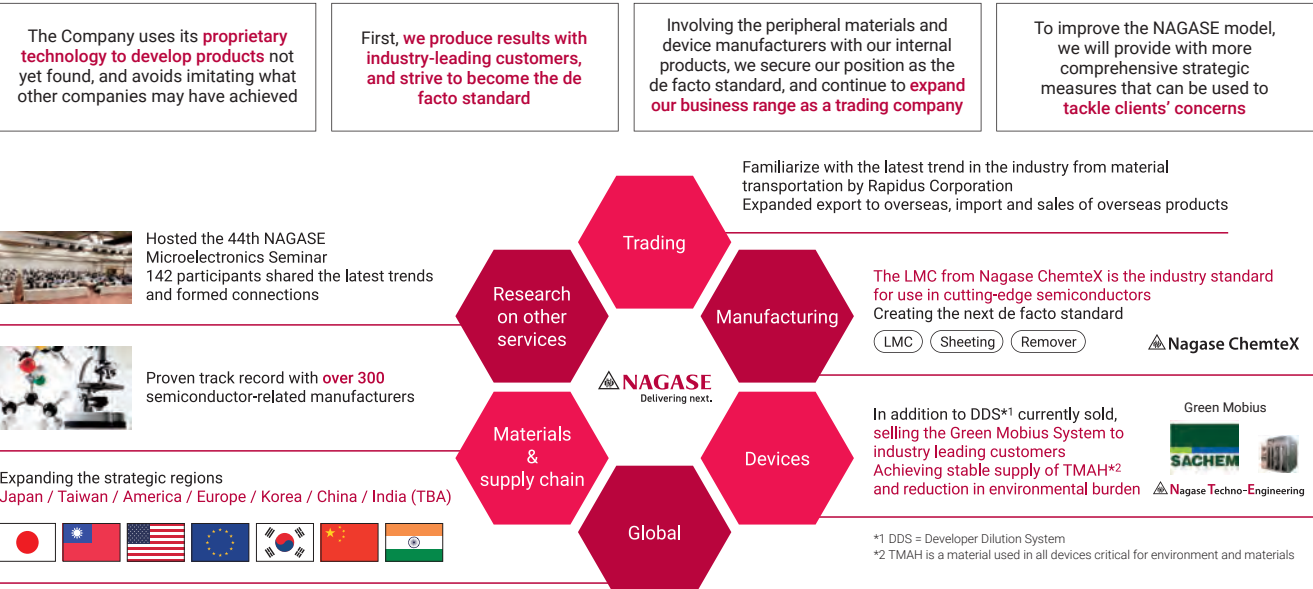 The Company uses its proprietary
technology to develop products not
yet found, and avoids imitating what
other companies may have achieved
First, we produce results with
industry-leading customers,
and strive to become the de
facto standard
Involving the peripheral materials and
device manufacturers with our internal
products, we secure our position as the
de facto standard, and continue to expand
our business range as a trading company
To improve the NAGASE model,
we will provide with more
comprehensive strategic
measures that can be used to
tackle clients' concerns
Trading
Familiarize with the latest trend in the industry from material
transportation by Rapidus Corporation
Expanded export to overseas, import and sales of overseas products
Hosted the 44th NAGASE
Microelectronics Seminar
142 participants shared the latest trends
and formed connections
Research
on other
services
Manufacturing
The LMC from Nagase ChemteX is the industry standard
for use in cutting-edge semiconductors
Creating the next de facto standard
LMC
Sheeting
Remover
Nagase ChemteX
Proven track record with over 300
semiconductor-related manufacturers
NAGASE
Delivering next.
Materials
&
supply chain
Devices
In addition to DDS*1 currently sold,
selling the Green Mobius System to
industry leading customers
Achieving stable supply of TMAH*2
and reduction in environmental burden
Green Mobius
SACHEM
Nagase Techno-Engineering
Expanding the strategic regions
Japan / Taiwan / America / Europe / Korea / China / India (TBA)
Global
*1 DDS = Developer Dilution System
*2 TMAH is a material used in all devices critical for environment and materials